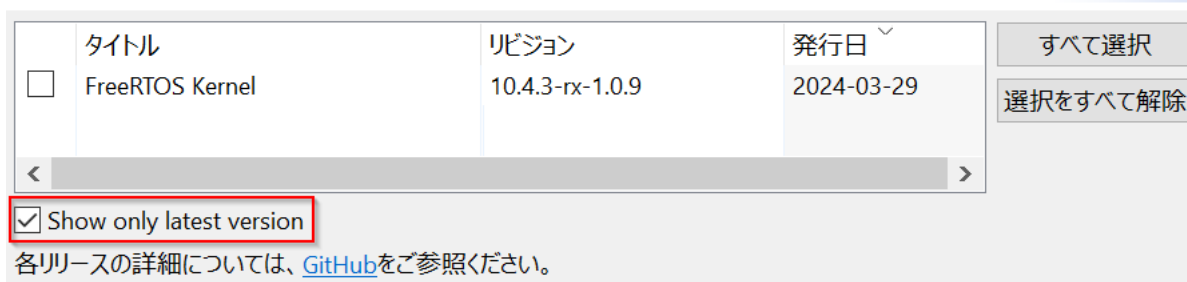 タイトル リビジョン 発行日 すべて選択
FreeRTOS Kernel 10.4.3-rx-1.0.9 2024-03-29 選択をすべて解除
Show only latest version
各リリースの詳細については、GitHubをご参照ください。